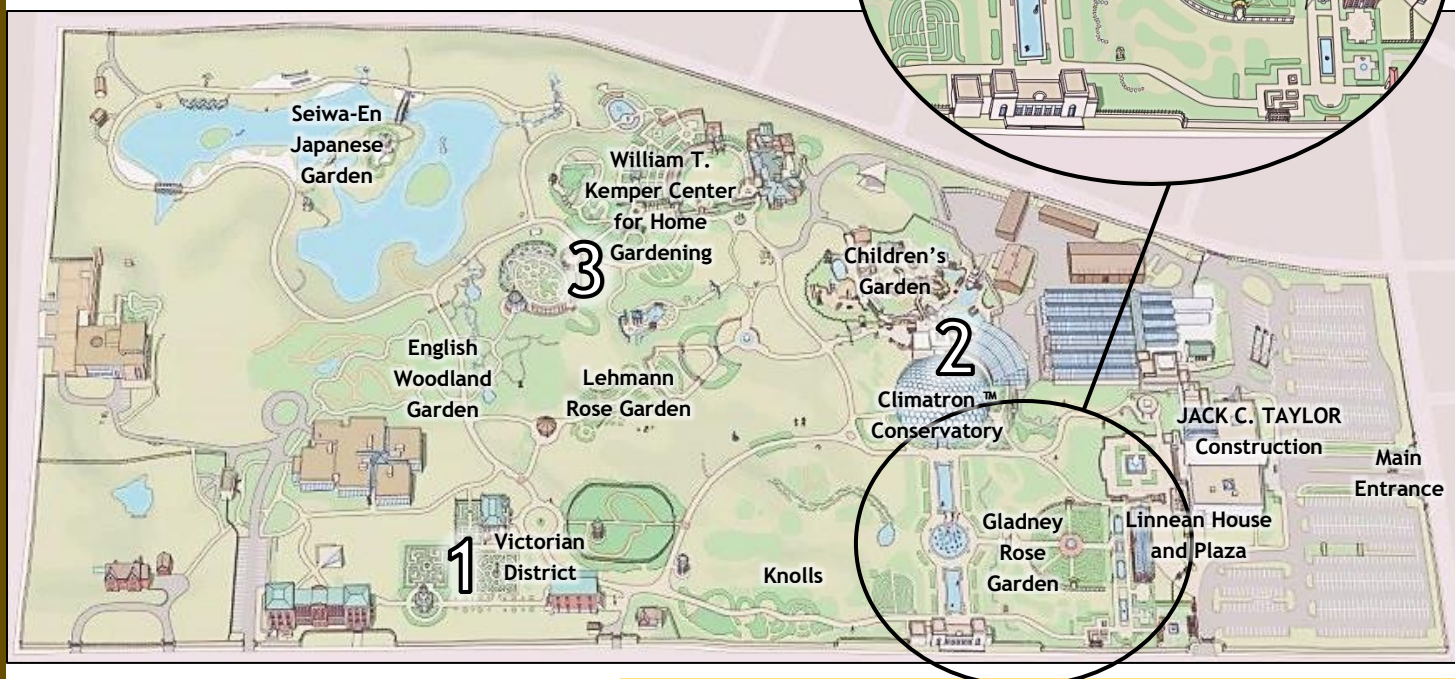 Seiwa-En
Japanese
Garden
William T.
Kemper Center
for Home
Gardening
3
Children's
Garden
2
English
Woodland
Garden
Lehmann
Rose Garden
Climatron ™
Conservatory
JACK C. TAYLOR
Construction
Main
Entrance
1
Victorian
District
Knolls
Gladney
Rose
Garden
Linnean House
and Plaza